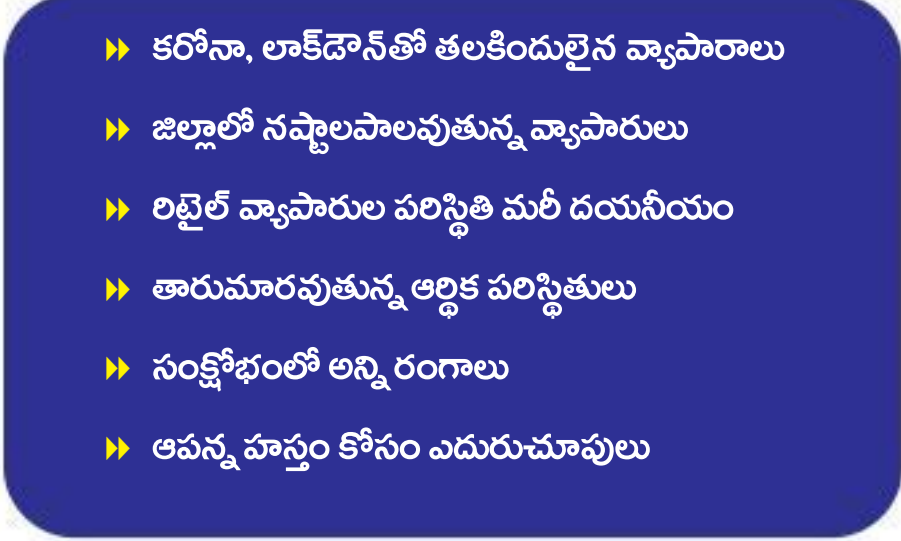 కరోనా, లాక్‌డౌన్‌తో తలకిందులైన వ్యాపారాలు
జిల్లాలో నష్టాలపాలవుతున్న వ్యాపారులు
రిటైల్ వ్యాపారుల పరిస్థితి మరీ దయనీయం
తారుమారవుతున్న ఆర్థిక పరిస్థితులు
సంక్షోభంలో అన్ని రంగాలు
ఆపన్న హస్తం కోసం ఎదురుచూపులు